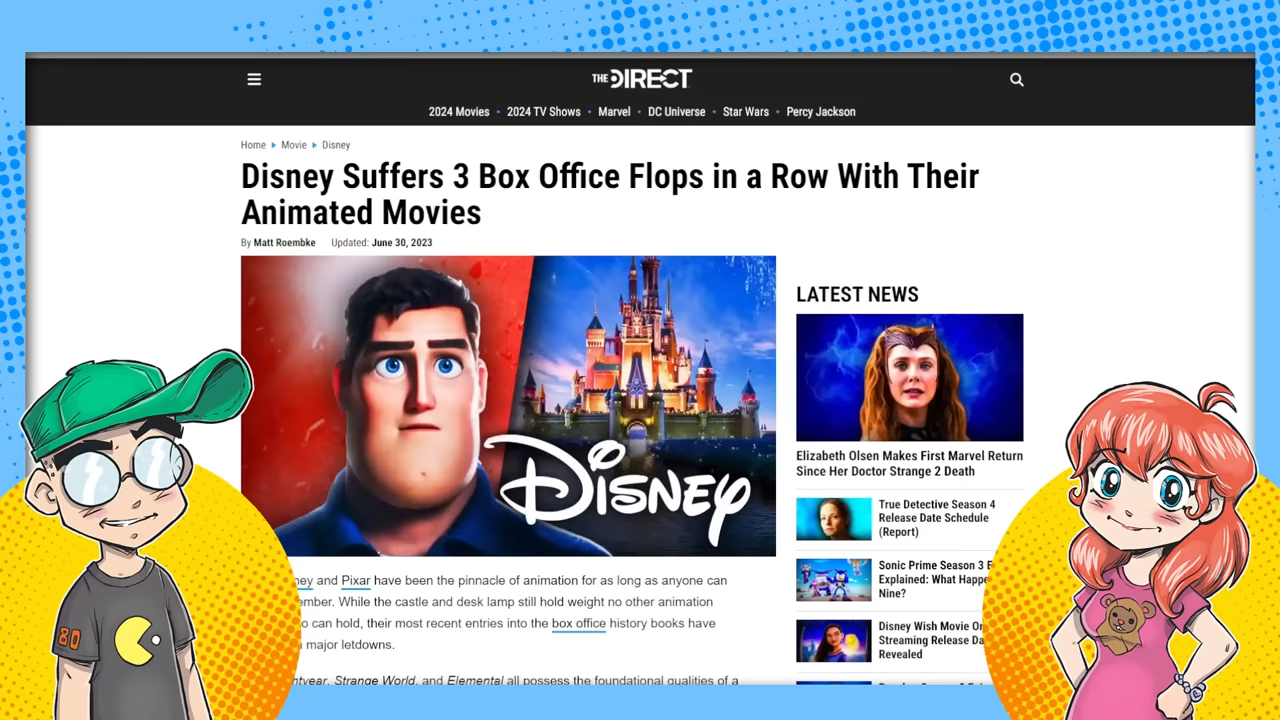 THE DIRECT
2024 Movies • 2024 TV Shows • Marvel • DC Universe • Star Wars • Percy Jackson
Home ▸ Movie ▸ Disney
Disney Suffers 3 Box Office Flops in a Row With Their
Animated Movies
By Matt Roembke Updated: June 30, 2023
DISNEY
and Pixar have been the pinnacle of animation for as long as anyone can
While the castle and desk lamp still hold weight no other animation
can hold, their most recent entries into the box office history books have
major letdowns.
Strange World, and Elemental all possess the foundational qualities of a
LATEST NEWS
Elizabeth Olsen Makes First Marvel Return
Since Her Doctor Strange 2 Death
True Detective Season 4
Release Date Schedule
(Report)
Sonic Prime Season 3
Explained: What
Nine?
Disney Wish Movie
Streaming Release
Revealed
80